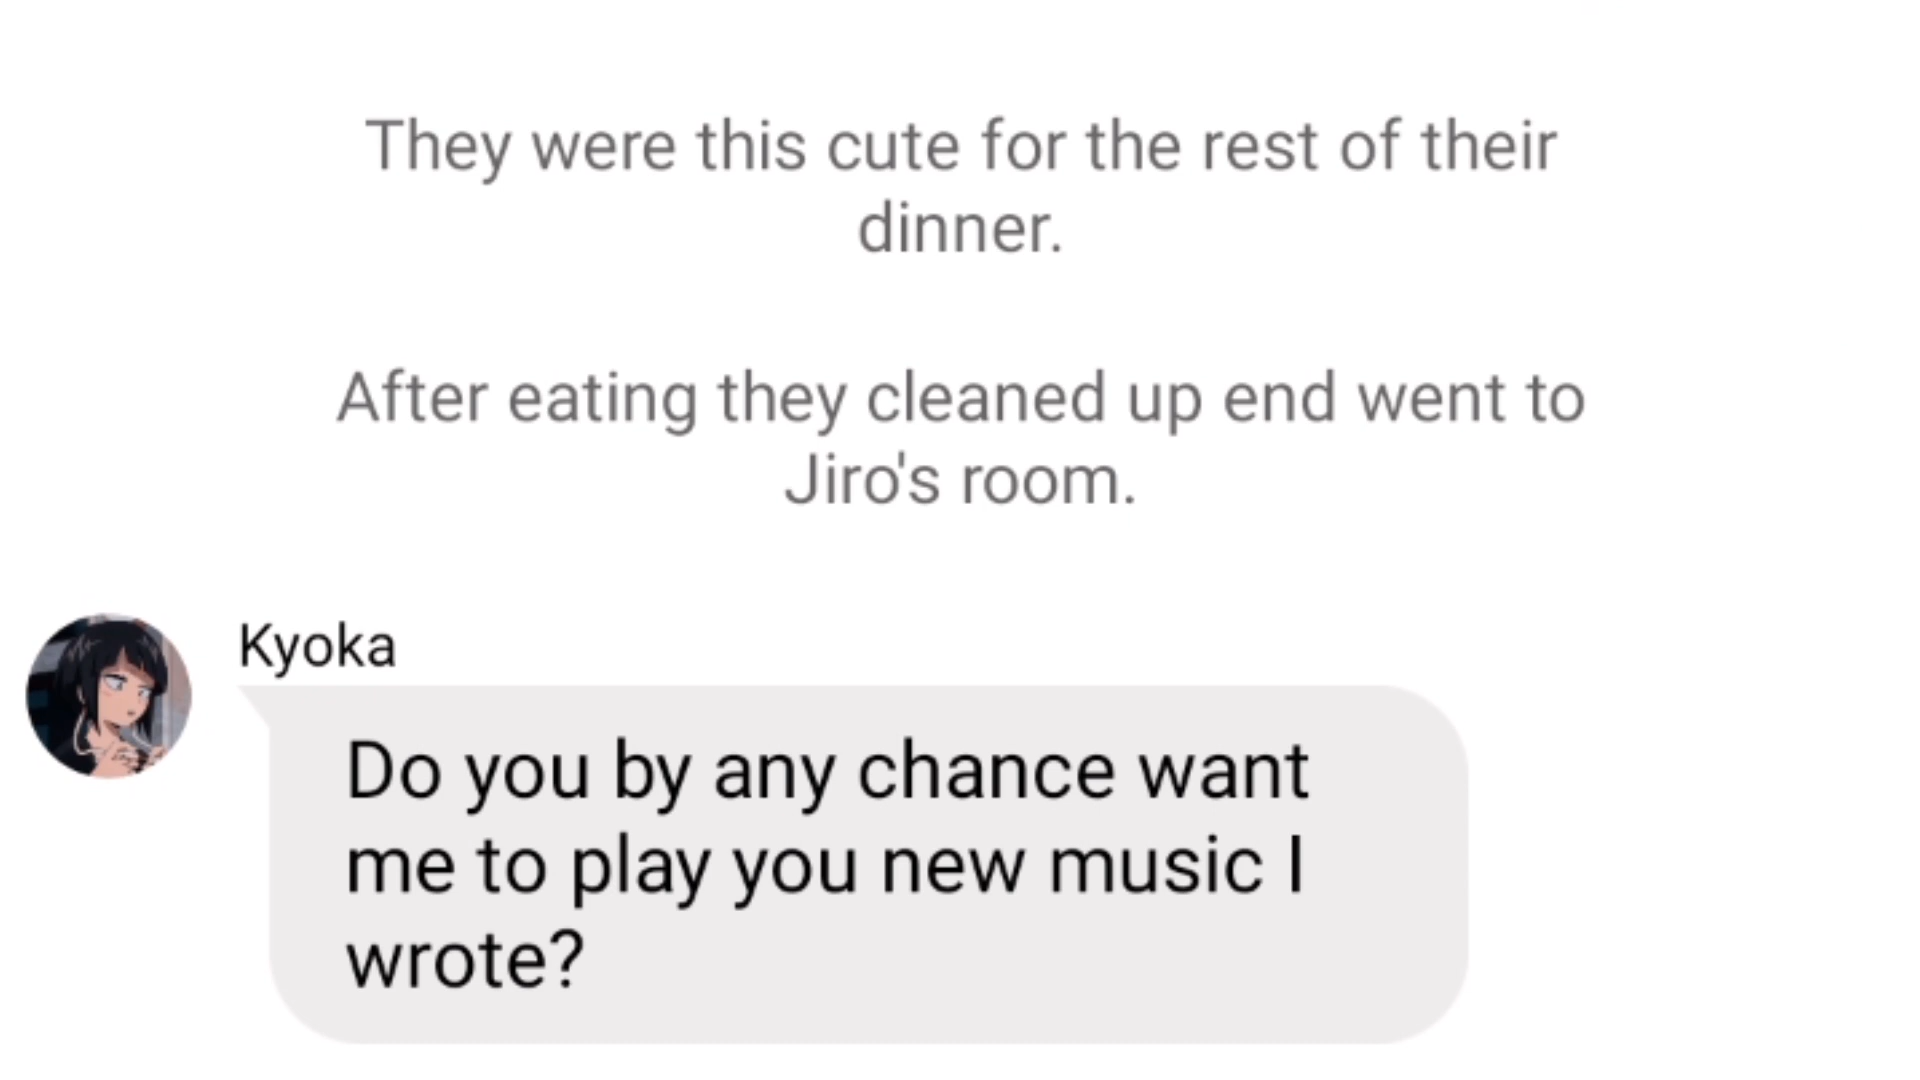 They were this cute for the rest of their
dinner.
After eating they cleaned up end went to
Jiro's room.
Kyoka
Do you by any chance want
me to play you new music I
wrote?